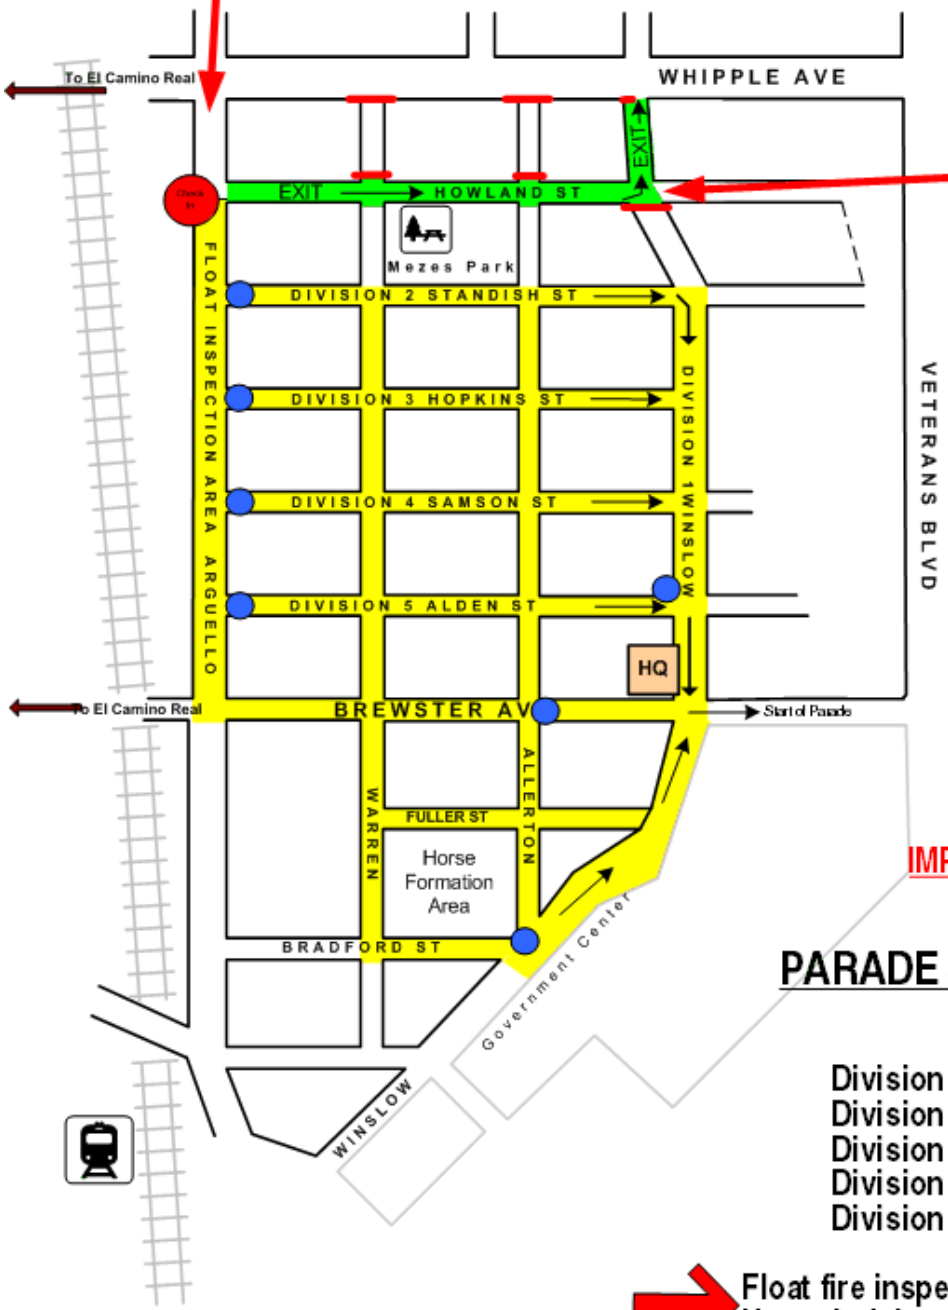 To El Camino Real
WHIPPLE AVE
EXIT
Check
In
EXIT
HOWLAND ST
Mezes Park
FLOAT INSPECTION AREA ARGUELLO
DIVISION 2 STANDISH ST
DIVISION 3 HOPKINS ST
DIVISION 1 WINSLOW
VETERANS BLVD
DIVISION 4 SAMSON ST
DIVISION 5 ALDEN ST
HQ
To El Camino Real
BREWSTER AV
Start of Parade
WARREN
ALLERTON
FULLER ST
Horse
Formation
Area
IMP
BRADFORD ST
Government Center
PARADE
WINSLOW
Division
Division
Division
Division
Division
Float fire inspe